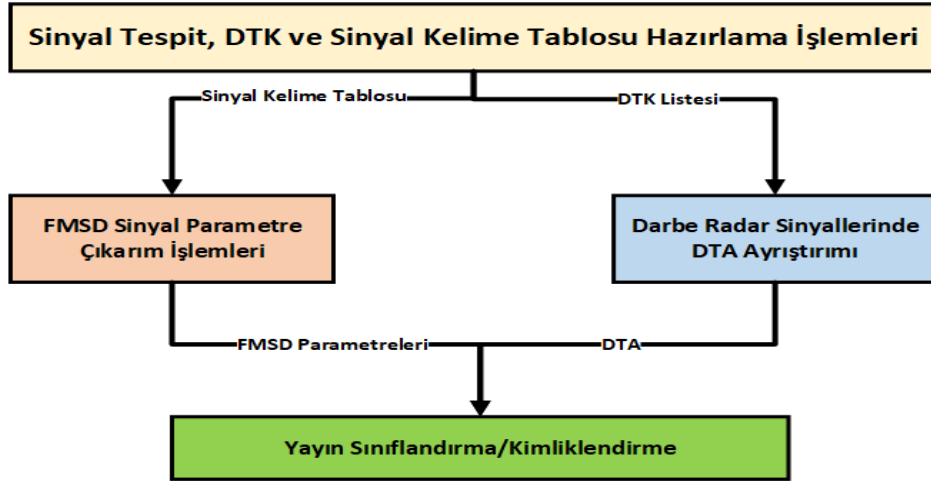 Sinyal Tespit, DTK ve Sinyal Kelime Tablosu Hazırlama İşlemleri
Sinyal Kelime Tablosu
DTK Listesi
FMSD Sinyal Parametre
Çıkarım İşlemleri
Darbe Radar Sinyallerinde
DTA Ayrıştırımı
FMSD Parametreleri
DTA
Yayın Sınıflandırma/Kimliklendirme